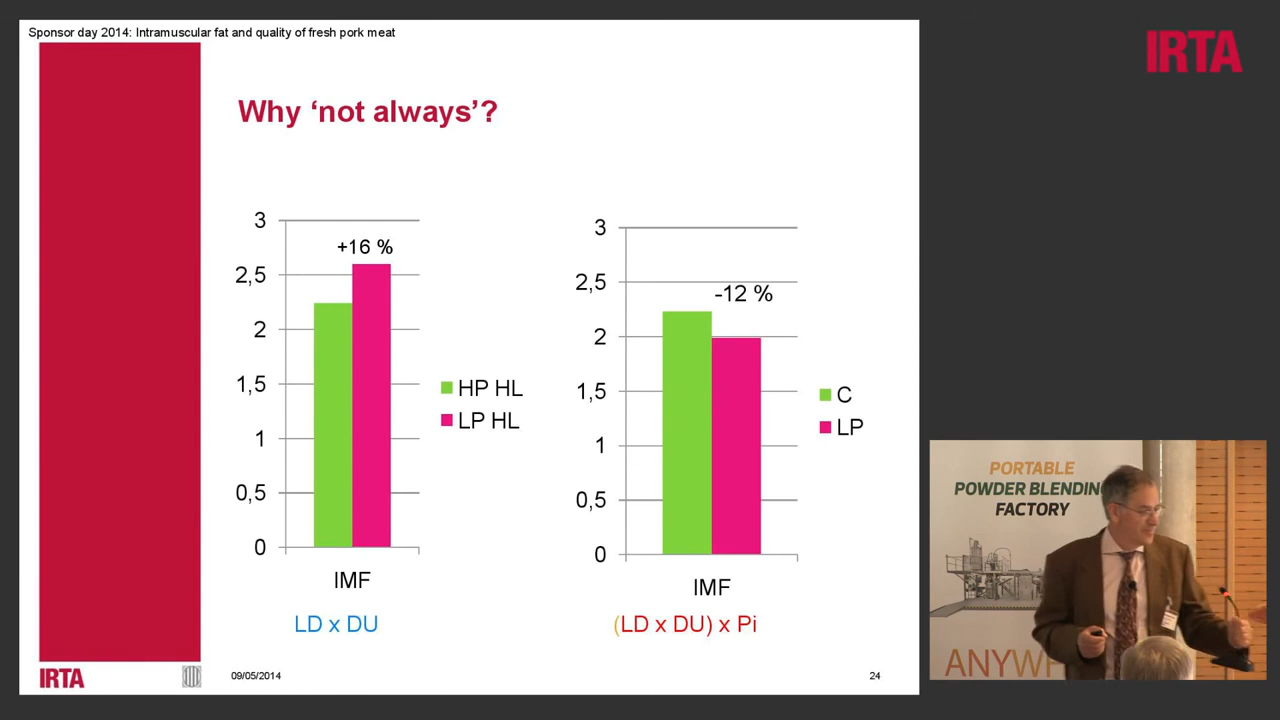 Sponsor day 2014: Intramuscular fat and quality of fresh pork meat
IRTA
Why ‘not always’?
3
2,5
2
1,5
1
0,5
0
+16 %
IMF
HP HL
LP HL
LD x DU
3
2,5
2
1,5
1
0,5
0
-12 %
IMF
C
LP
(LD x DU) x Pi
PORTABLE
POWDER BLENDING
FACTORY
IRTA
09/05/2014
24